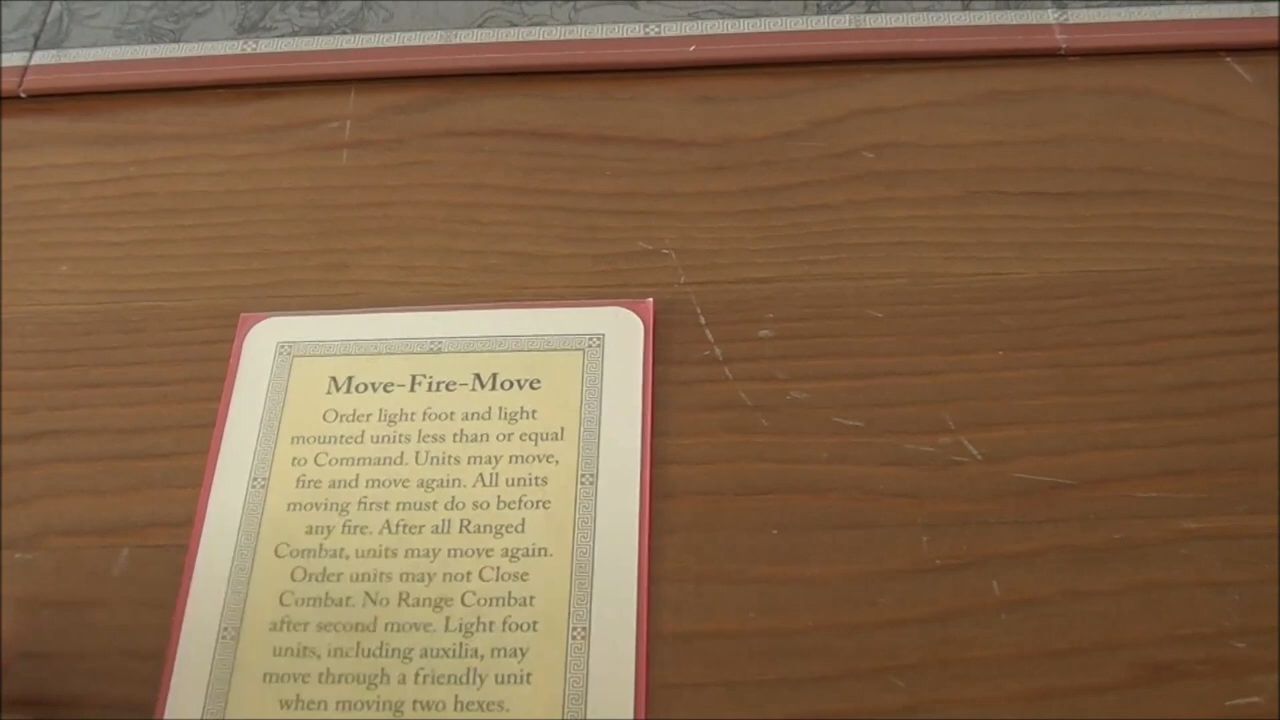 Move-Fire-Move
Order light foot and light
mounted units less than or equal
to Command. Units may move,
fire and move again. All units
moving first must do so before
any fire. After all Ranged
Combat, units may move again.
Order units may not Close
Combat. No Range Combat
after second move. Light foot
units, including auxilia, may
move through a friendly unit
when moving two hexes.